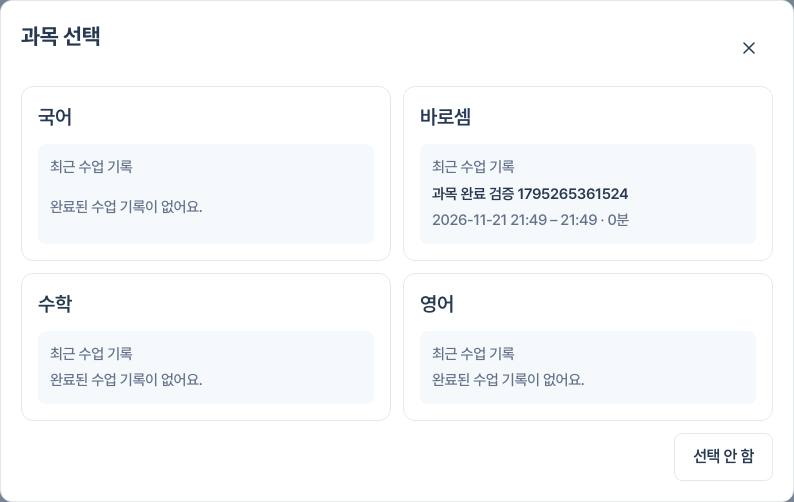 과목 선택
국어
최근 수업 기록
완료된 수업 기록이 없어요.
바로셈
최근 수업 기록
과목 완료 검증 1795265361524
2026-11-21 21:49 – 21:49 · 0분
수학
최근 수업 기록
완료된 수업 기록이 없어요.
영어
최근 수업 기록
완료된 수업 기록이 없어요.
선택 안 함